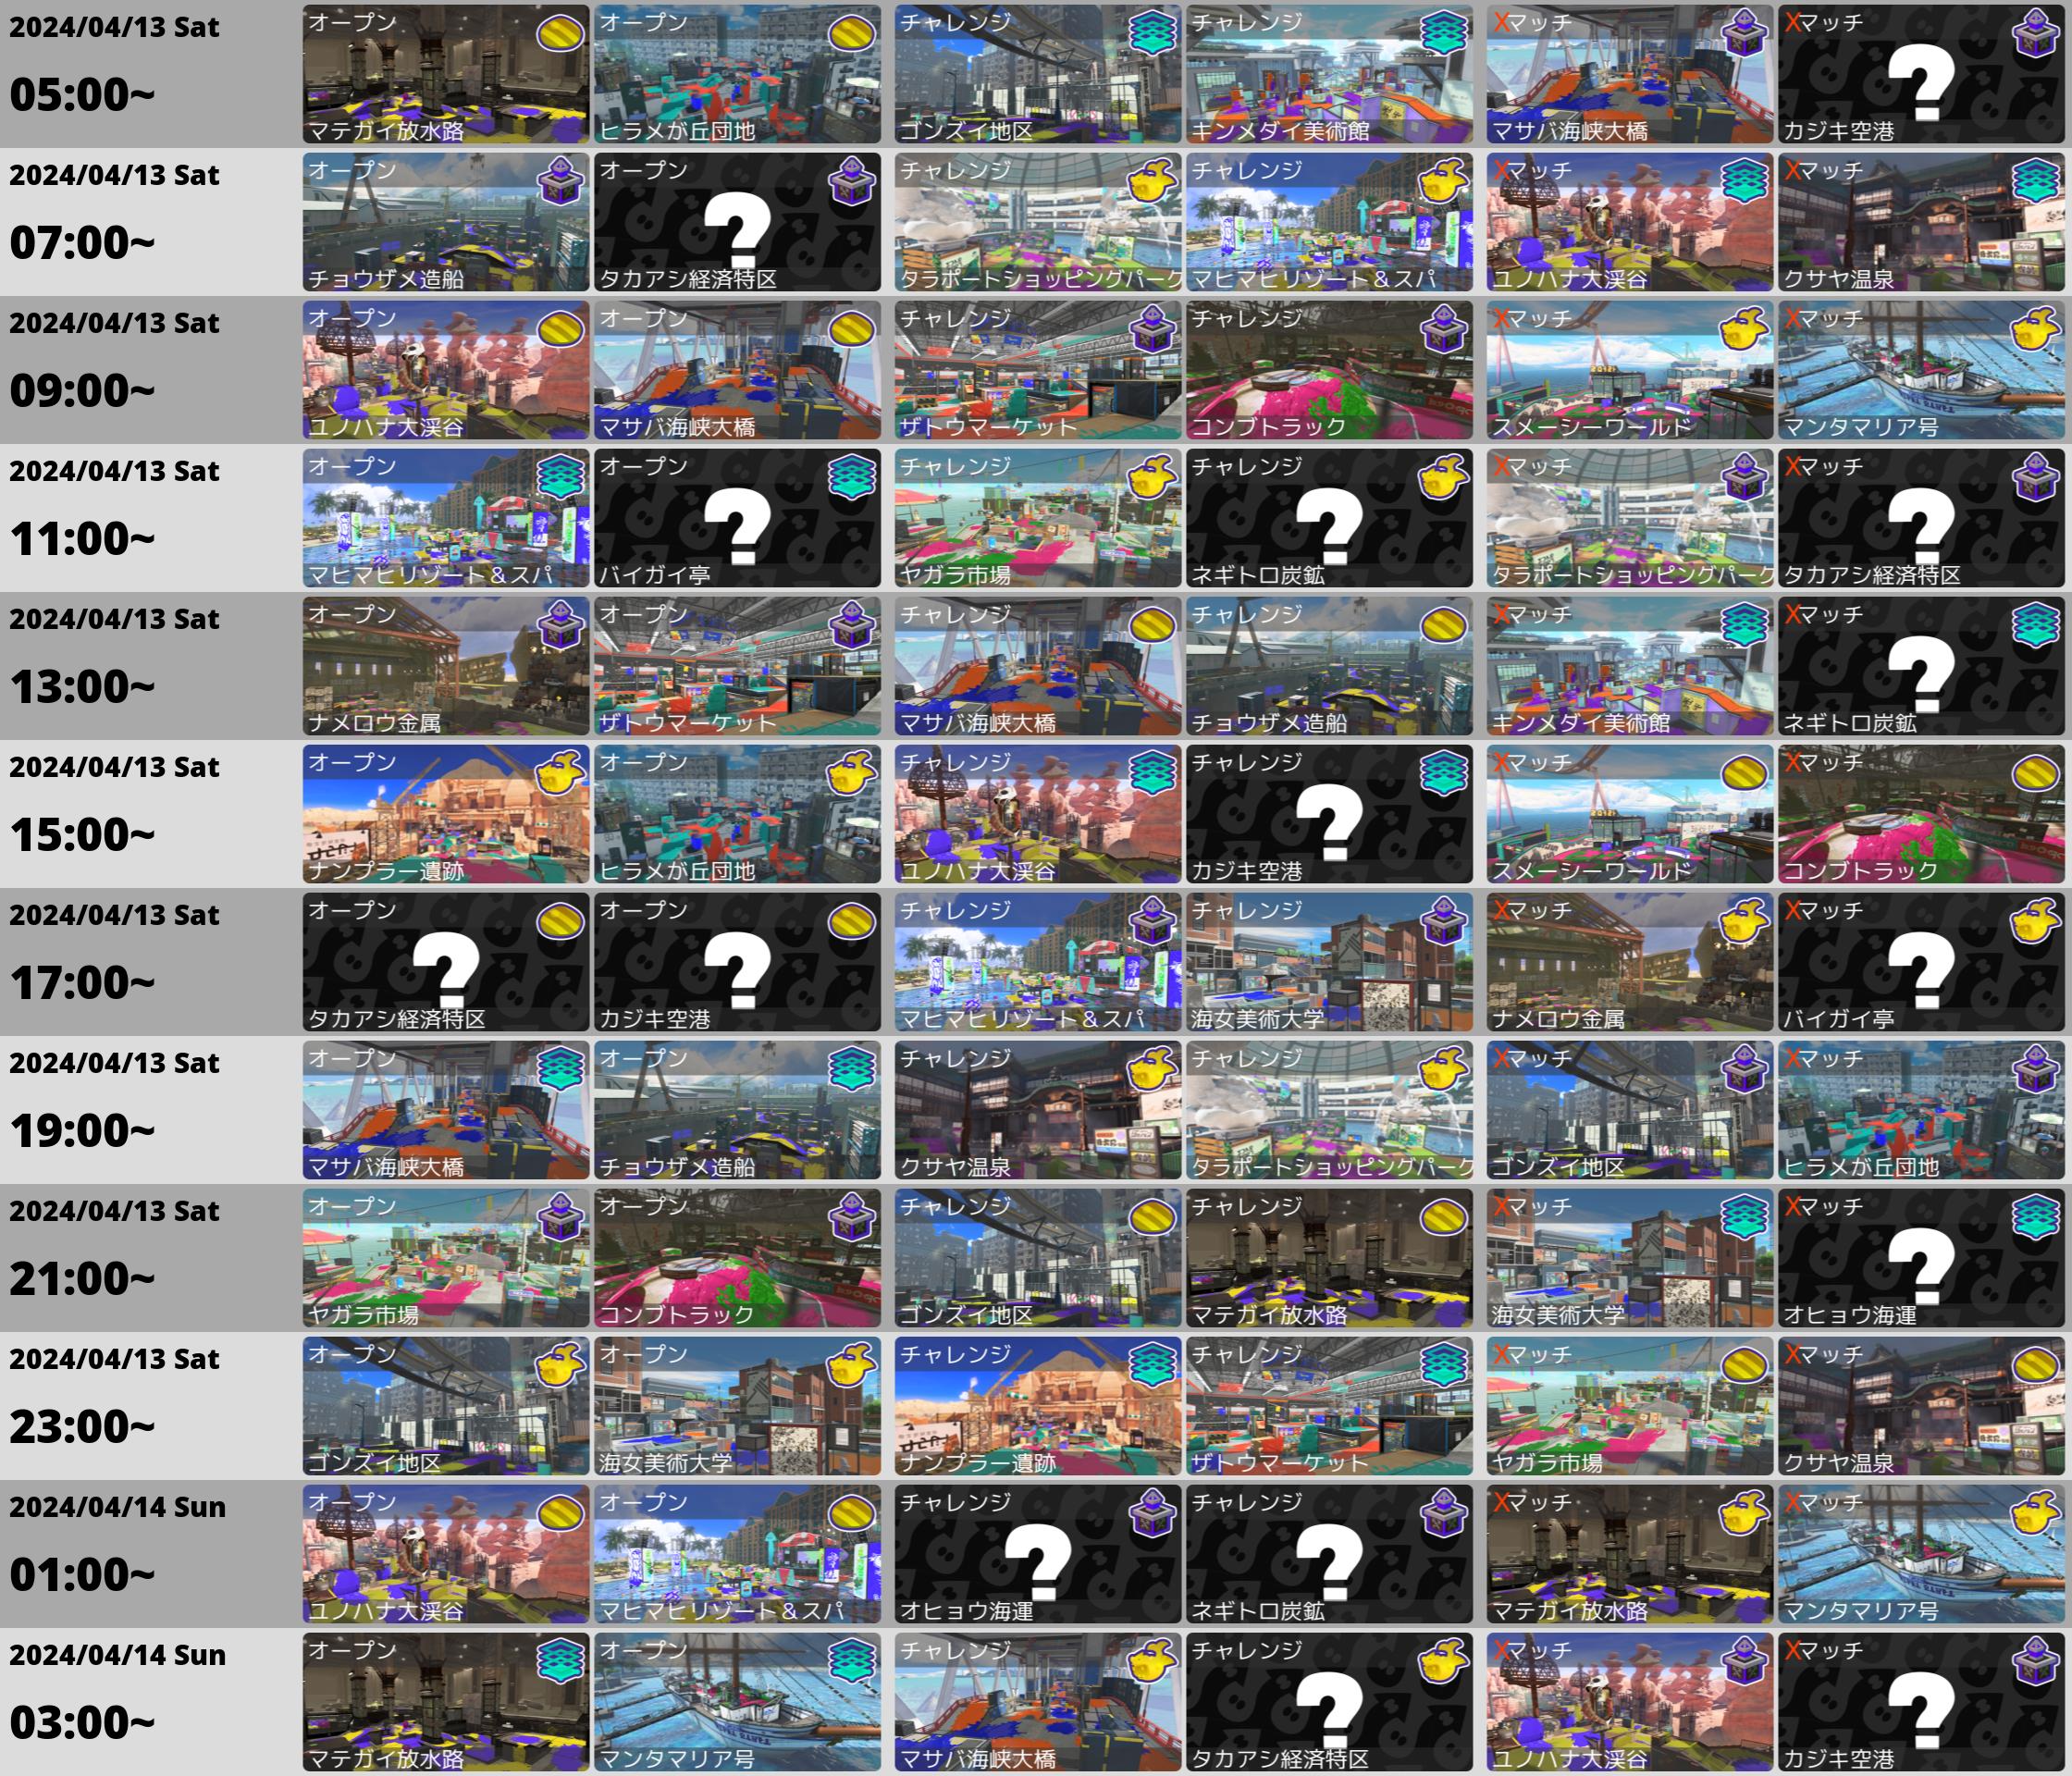 2024/04/13 Sat
05:00~
オープン
マテガイ放水路
オープン
ヒラメが丘団地
チャレンジ
ゴンズイ地区
チャレンジ
キンメダイ美術館
Xマッチ
マサバ海峡大橋
Xマッチ
カジキ空港
2024/04/13 Sat
07:00~
オープン
チョウザメ造船
オープン
タカアシ経済特区
チャレンジ
タラポートショッピングパーク
チャレンジ
マヒマヒリゾート＆スパ
Xマッチ
ユノハナ大渓谷
Xマッチ
クサヤ温泉
2024/04/13 Sat
09:00~
オープン
ユノハナ大渓谷
オープン
マサバ海峡大橋
チャレンジ
ザトウマーケット
チャレンジ
コンブトラック
Xマッチ
スメーシーワールド
Xマッチ
マンタマリア号
2024/04/13 Sat
11:00~
オープン
マヒマヒリゾート＆スパ
オープン
バイガイ亭
チャレンジ
ヤガラ市場
チャレンジ
ネギトロ炭鉱
Xマッチ
タラポートショッピングパーク
Xマッチ
タカアシ経済特区
2024/04/13 Sat
13:00~
オープン
ナメロウ金属
オープン
ザトウマーケット
チャレンジ
マサバ海峡大橋
チャレンジ
チョウザメ造船
Xマッチ
キンメダイ美術館
Xマッチ
ネギトロ炭鉱
2024/04/13 Sat
15:00~
オープン
ナンプラー遺跡
オープン
ヒラメが丘団地
チャレンジ
ユノハナ大渓谷
チャレンジ
カジキ空港
Xマッチ
スメーシーワールド
Xマッチ
コンブトラック
2024/04/13 Sat
17:00~
オープン
タカアシ経済特区
オープン
カジキ空港
チャレンジ
マヒマヒリゾート＆スパ
チャレンジ
海女美術大学
Xマッチ
ナメロウ金属
Xマッチ
バイガイ亭
2024/04/13 Sat
19:00~
オープン
マサバ海峡大橋
オープン
チョウザメ造船
チャレンジ
クサヤ温泉
チャレンジ
タラポートショッピングパーク
Xマッチ
ゴンズイ地区
Xマッチ
ヒラメが丘団地
2024/04/13 Sat
21:00~
オープン
ヤガラ市場
オープン
コンブトラック
チャレンジ
ゴンズイ地区
チャレンジ
マテガイ放水路
Xマッチ
海女美術大学
Xマッチ
オヒョウ海運
2024/04/13 Sat
23:00~
オープン
ゴンズイ地区
オープン
海女美術大学
チャレンジ
ナンプラー遺跡
チャレンジ
ザトウマーケット
Xマッチ
ヤガラ市場
Xマッチ
クサヤ温泉
2024/04/14 Sun
01:00~
オープン
ユノハナ大渓谷
オープン
マヒマヒリゾート＆スパ
チャレンジ
オヒョウ海運
チャレンジ
ネギトロ炭鉱
Xマッチ
マテガイ放水路
Xマッチ
マンタマリア号
2024/04/14 Sun
03:00~
オープン
マテガイ放水路
オープン
マンタマリア号
チャレンジ
マサバ海峡大橋
チャレンジ
タカアシ経済特区
Xマッチ
ユノハナ大渓谷
Xマッチ
カジキ空港